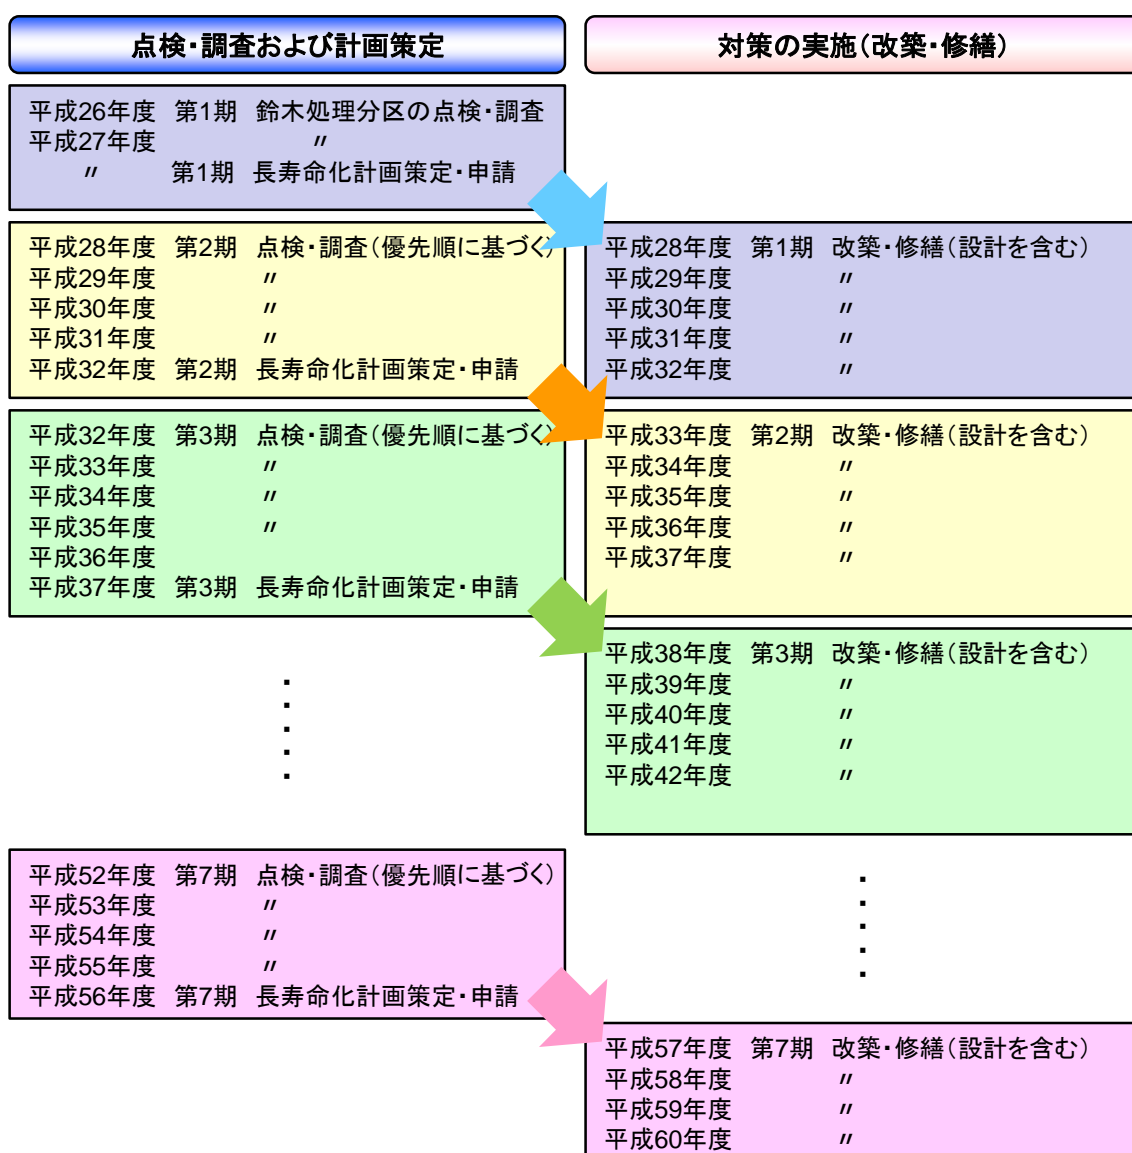 点検・調査および計画策定
平成26年度 第1期 鈴木処理分区の点検・調査
平成27年度 〃
〃 第1期 長寿命化計画策定・申請
平成28年度 第2期 点検・調査(優先順に基づく)
平成29年度 〃
平成30年度 〃
平成31年度 〃
平成32年度 第2期 長寿命化計画策定・申請
平成32年度 第3期 点検・調査(優先順に基づく)
平成33年度 〃
平成34年度 〃
平成35年度 〃
平成36年度
平成37年度 第3期 長寿命化計画策定・申請
平成52年度 第7期 点検・調査(優先順に基づく)
平成53年度 〃
平成54年度 〃
平成55年度 〃
平成56年度 第7期 長寿命化計画策定・申請
対策の実施(改築・修繕)
平成28年度 第1期 改築・修繕(設計を含む)
平成29年度 〃
平成30年度 〃
平成31年度 〃
平成32年度 〃
平成33年度 第2期 改築・修繕(設計を含む)
平成34年度 〃
平成35年度 〃
平成36年度 〃
平成37年度 〃
平成38年度 第3期 改築・修繕(設計を含む)
平成39年度 〃
平成40年度 〃
平成41年度 〃
平成42年度 〃
平成57年度 第7期 改築・修繕(設計を含む)
平成58年度 〃
平成59年度 〃
平成60年度 〃